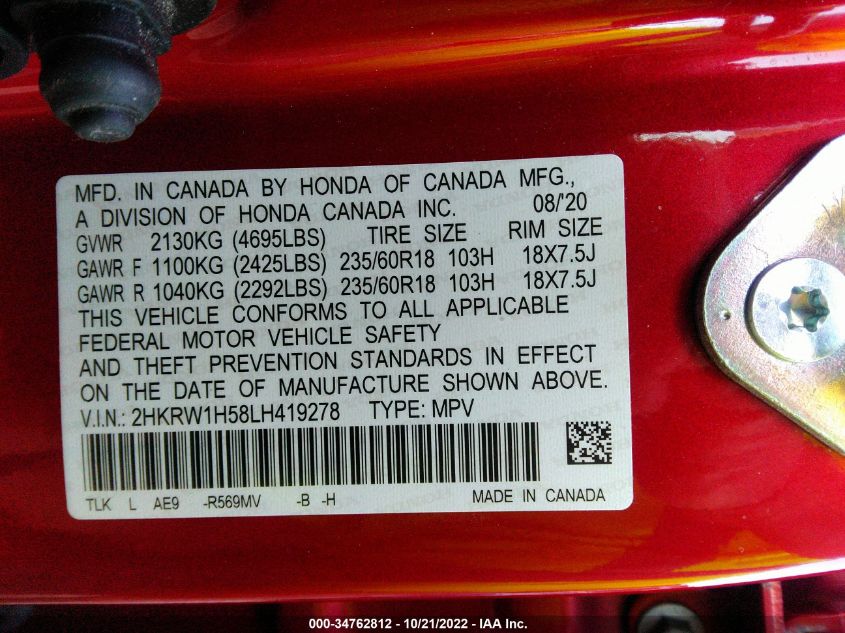 MFD. IN CANADA BY HONDA OF CANADA MFG.,
A DIVISION OF HONDA CANADA INC. 08/'20
GVWR 2130KG (4695LBS) TIRE SIZE RIM SIZE
GAWR F 1100KG (2425LBS) 235/60R18 103H 18X7.5J
GAWR R 1040KG (2292LBS) 235/60R18 103H 18X7.5J
THIS VEHICLE CONFORMS TO ALL APPLICABLE
FEDERAL MOTOR VEHICLE SAFETY
AND THEFT PREVENTION STANDARDS IN EFFECT
ON THE DATE OF MANUFACTURE SHOWN ABOVE.
V.I.N.: 2HKRW1H58LH419278 TYPE: MPV
TLK L AE9 -R569MV -B -H MADE IN CANADA
000-34762812 - 10/21/2022 - IAA Inc.